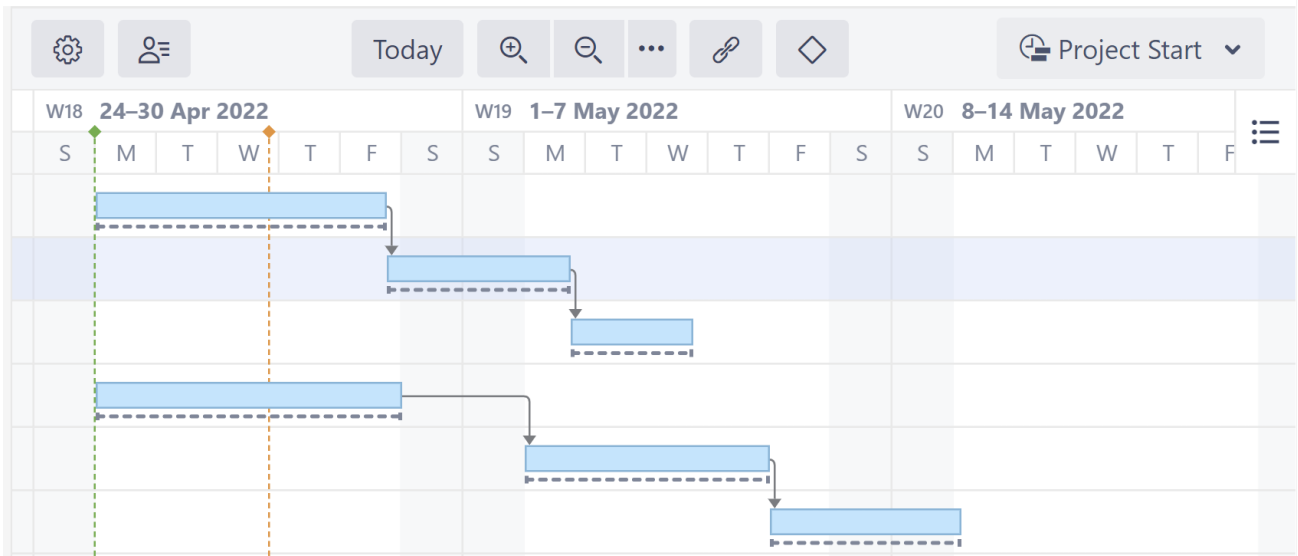 Today
Project Start
W18 24–30 Apr 2022 W19 1–7 May 2022 W20 8–14 May 2022
S M T W T F S S M T W T F S S M T W T F